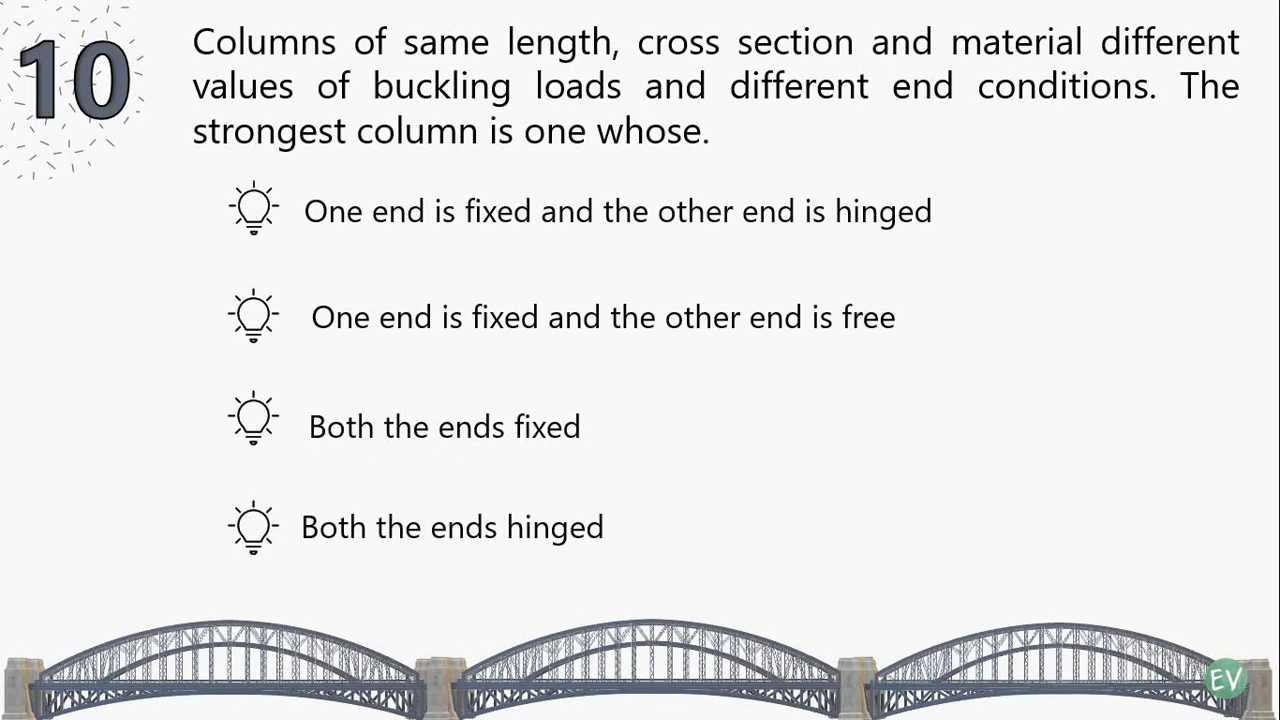 10
Columns of same length, cross section and material different
values of buckling loads and different end conditions. The
strongest column is one whose.
One end is fixed and the other end is hinged
One end is fixed and the other end is free
Both the ends fixed
Both the ends hinged
EV